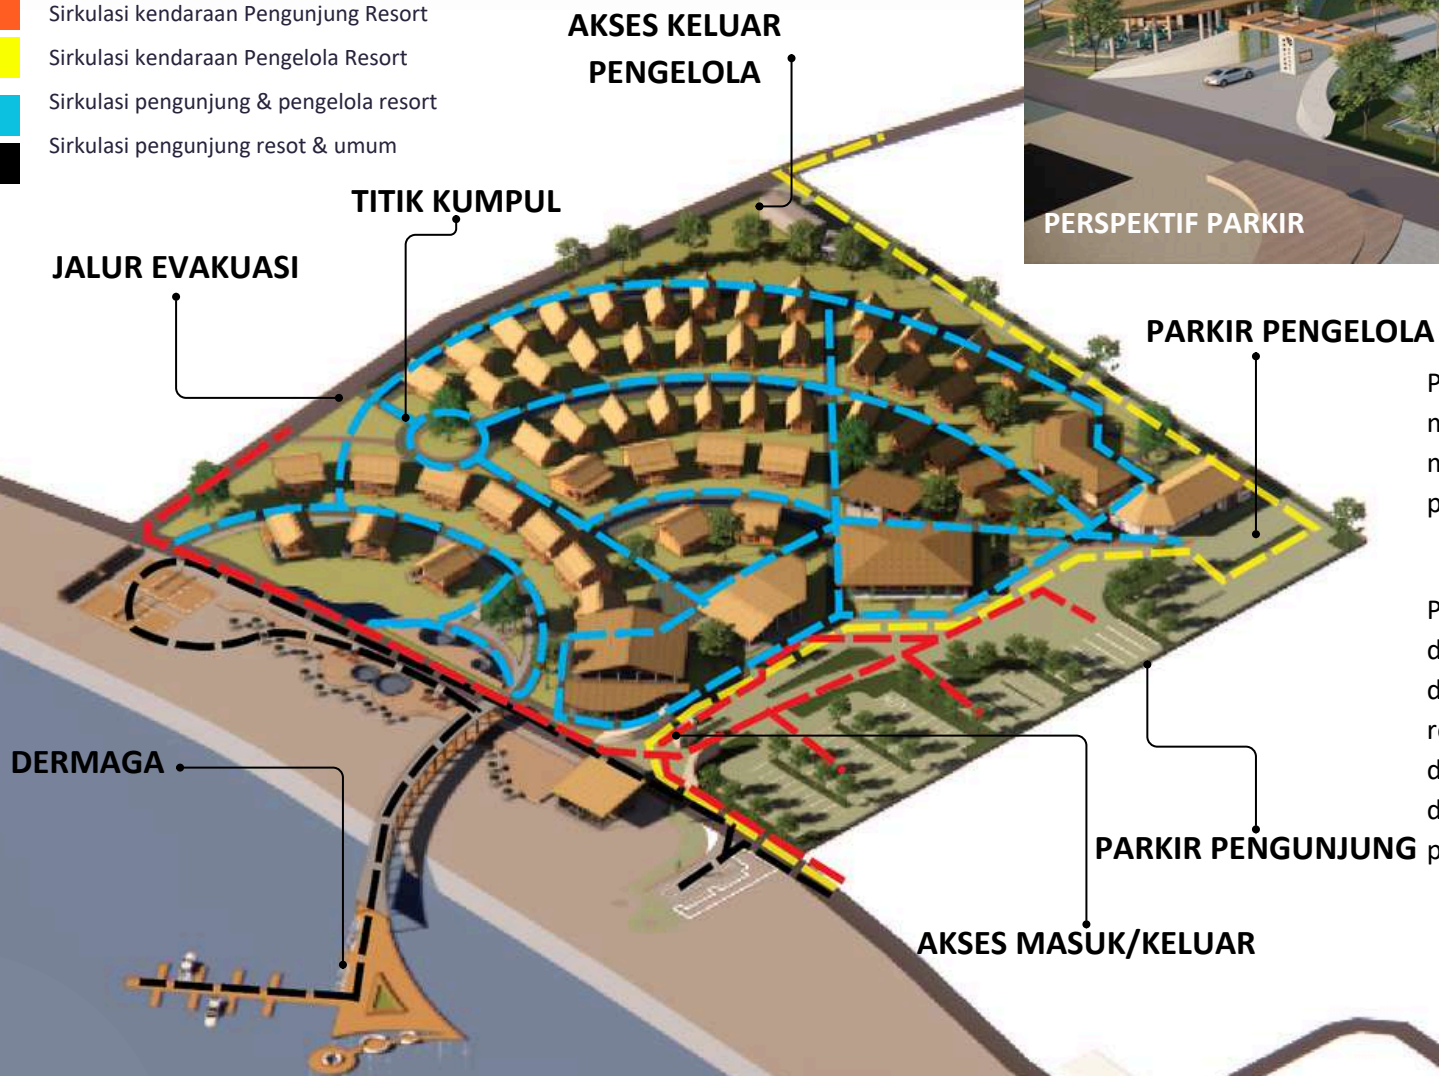 Sirkulasi kendaraan Pengunjung Resort
Sirkulasi kendaraan Pengelola Resort
Sirkulasi pengunjung & pengelola resort
Sirkulasi pengunjung resot & umum
AKSES KELUAR
PENGELOLA
PERSPEKTIF PARKIR
TITIK KUMPUL
JALUR EVAKUASI
PARKIR PENGELOLA
DERMAGA
PARKIR PENGUNJUNG
AKSES MASUK/KELUAR